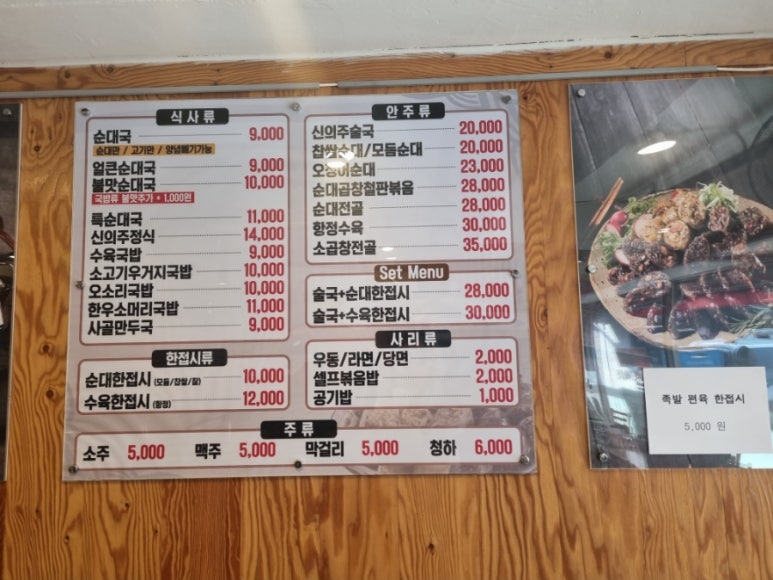 식사류
순대국 9,000
순대만 / 고기만 / 양념빼기가능
얼큰순대국 9,000
불맛순대국 10,000
국밥류 불맛추가 + 1,000원
특순대국 11,000
신의주정식 14,000
수육국밥 9,000
소고기우거지국밥 10,000
오소리국밥 10,000
한우소머리국밥 11,000
사골만두국 9,000
한접시류
순대한접시 (모듬/찹쌀/찰) 10,000
수육한접시 (항정) 12,000
안주류
신의주술국 20,000
찹쌀순대/모듬순대 20,000
오징어순대 23,000
순대곱창철판볶음 28,000
순대전골 28,000
항정수육 30,000
소곱창전골 35,000
Set Menu
술국+순대한접시 28,000
술국+수육한접시 30,000
사리류
우동/라면/당면 2,000
셀프볶음밥 2,000
공기밥 1,000
주류
소주 5,000 맥주 5,000 막걸리 5,000 청하 6,000
족발 편육 한접시
5,000 원